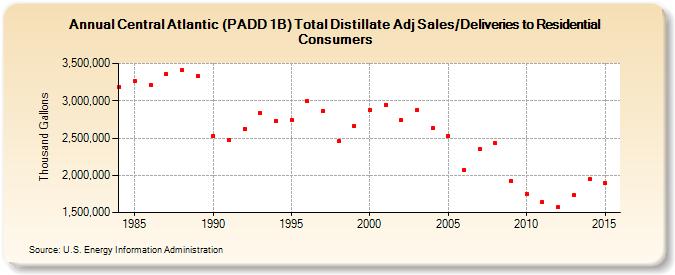 Annual Central Atlantic (PADD 1B) Total Distillate Adj Sales/Deliveries to Residential
Consumers
Thousand Gallons
3,500,000
3,000,000
2,500,000
2,000,000
1,500,000
1985 1990 1995 2000 2005 2010 2015
Source: U.S. Energy Information Administration